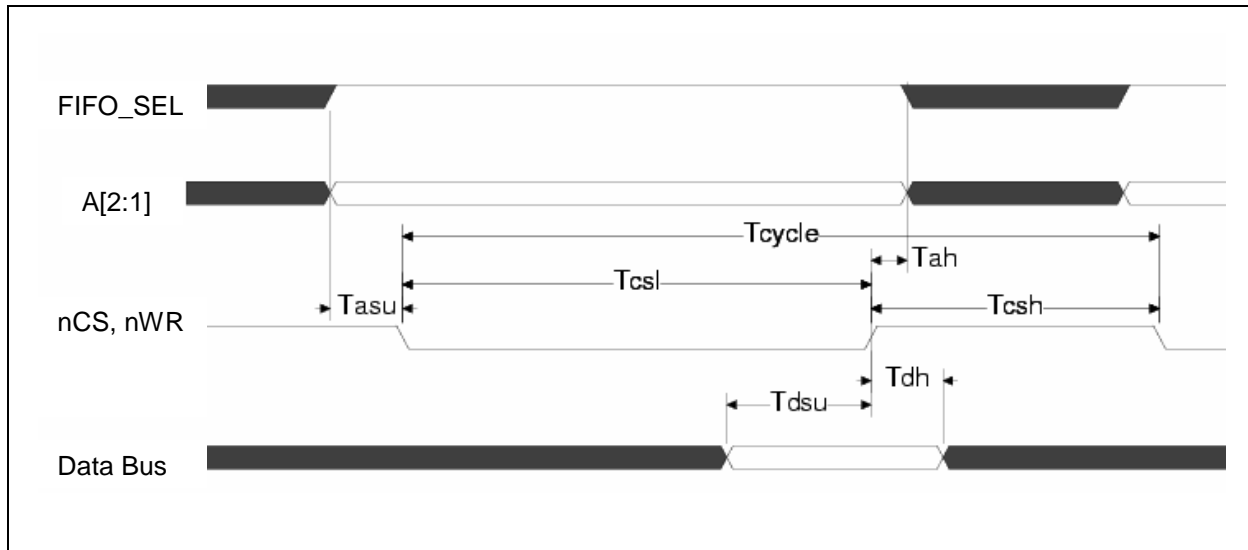 FIFO_SEL
A[2:1]
Tcycle
Tah
Tcsl
Tasu
Tcsh
nCS, nWR
Tdh
Tdsu
Data Bus